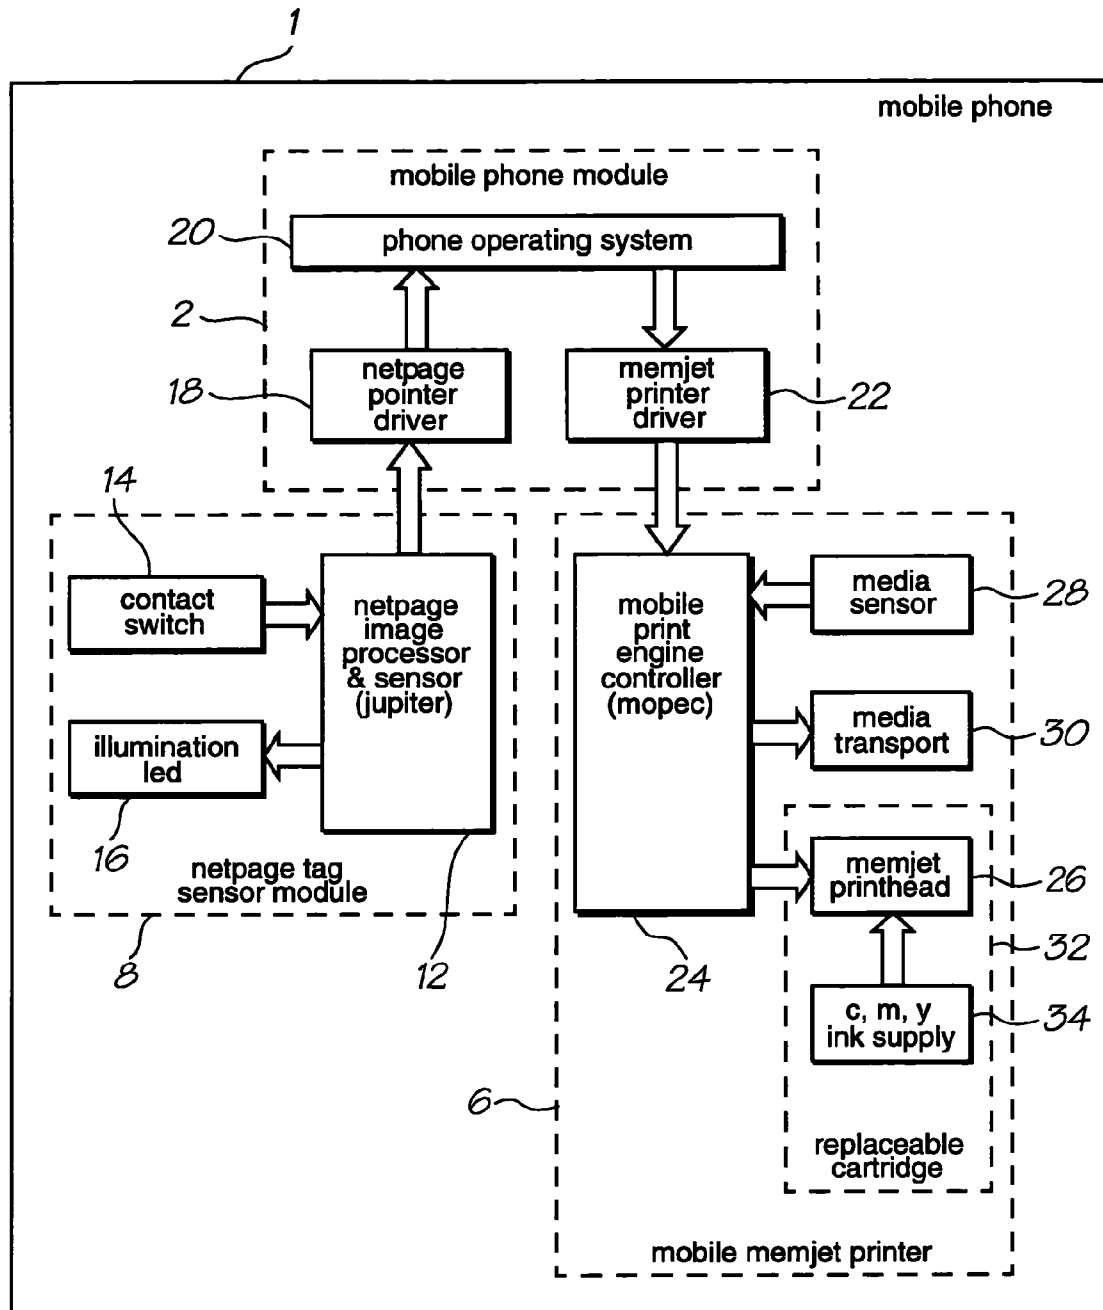 1
mobile phone
mobile phone module
20
phone operating system
2
18
netpage
pointer
driver
memjet
printer
driver
22
14
contact
switch
netpage
image
processor
& sensor
(jupiter)
illumination
led
16
netpage tag
sensor module
8
12
mobile
print
engine
controller
(mopec)
media
sensor
28
media
transport
30
memjet
printhead
26
32
24
c, m, y
ink supply
34
6
replaceable
cartridge
mobile memjet printer